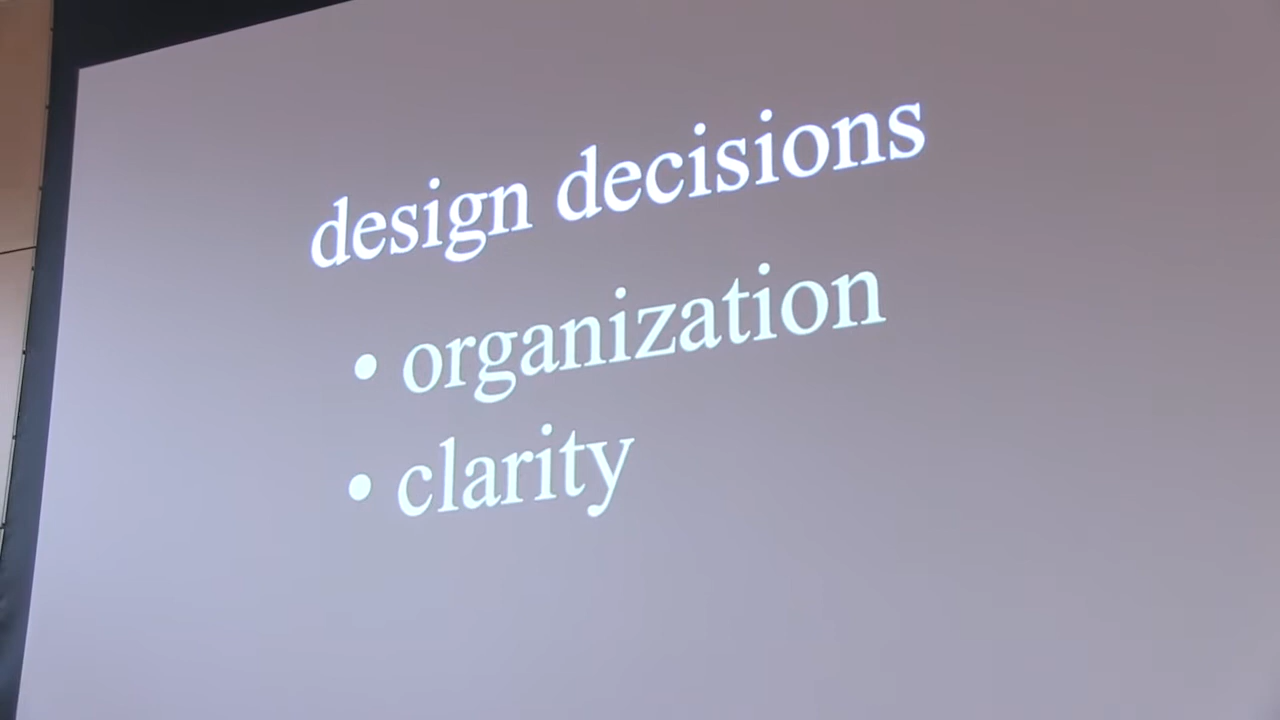 design decisions
• organization
• clarity